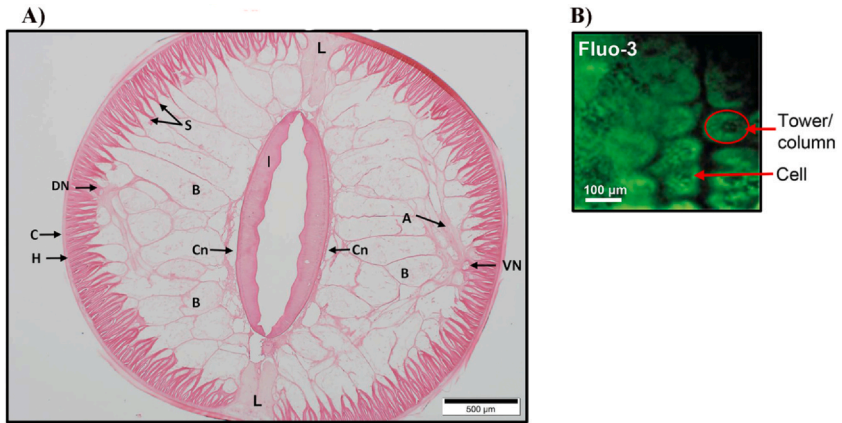 A)
L
S
I
DN
B
A
C
Cn
Cn
H
B
VN
B
L
500 µm
B)
Fluo-3
Tower/
column
Cell
100 µm